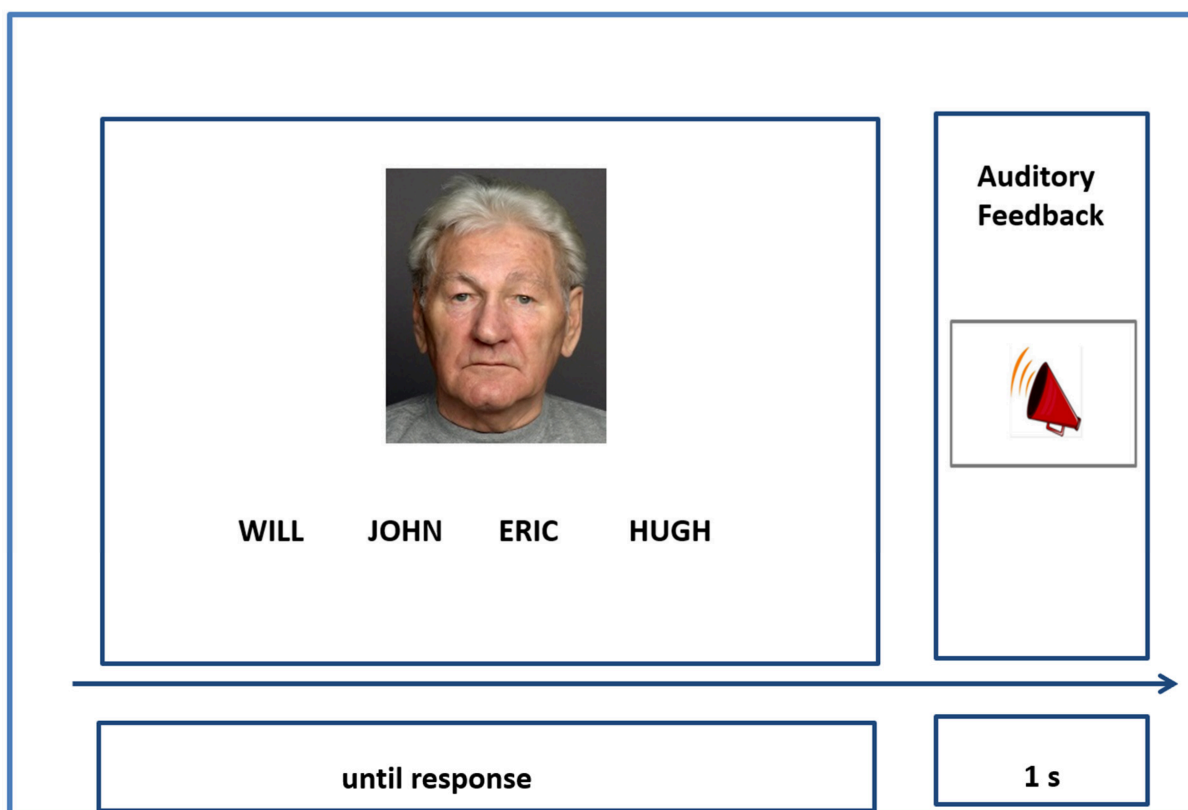 Auditory
Feedback
WILL JOHN ERIC HUGH
until response
1 s